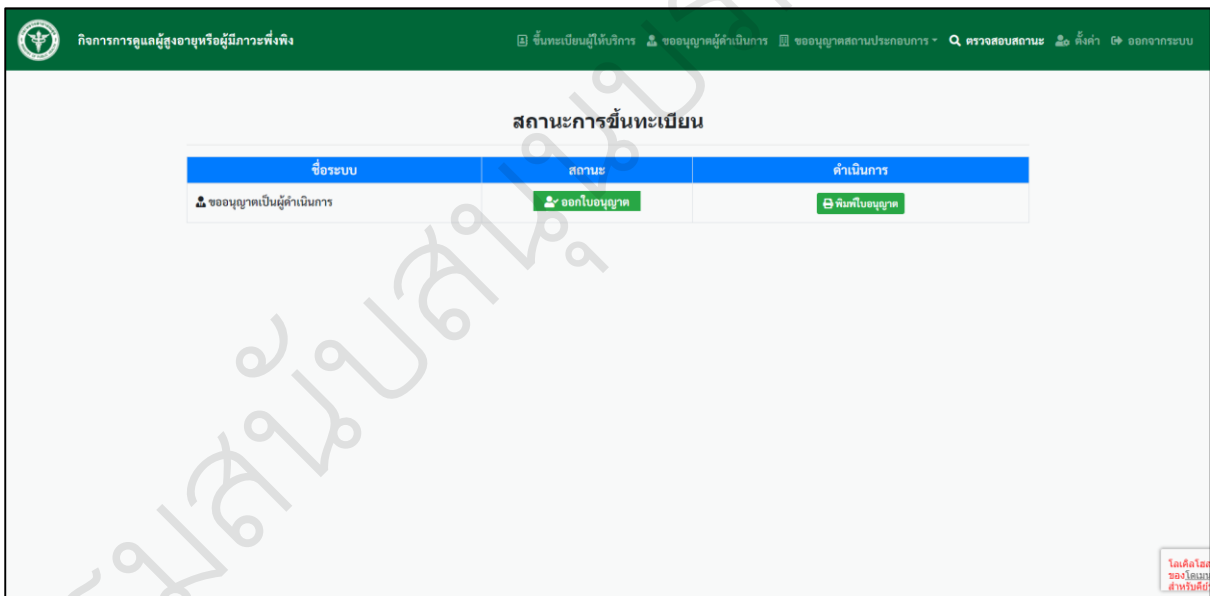 กิจการการดูแลผู้สูงอายุหรือผู้มีภาวะพึ่งพิง ขึ้นทะเบียนผู้ให้บริการ ขออนุญาตผู้ดำเนินการ ขออนุญาตสถานประกอบการ ตรวจสอบสถานะ ตั้งค่า ออกจากระบบ
สถานะการขึ้นทะเบียน
ชื่อระบบ สถานะ ดำเนินการ
ขออนุญาตเป็นผู้ดำเนินการ ออกใบอนุญาต พิมพ์ใบอนุญาต
ของโดเมน